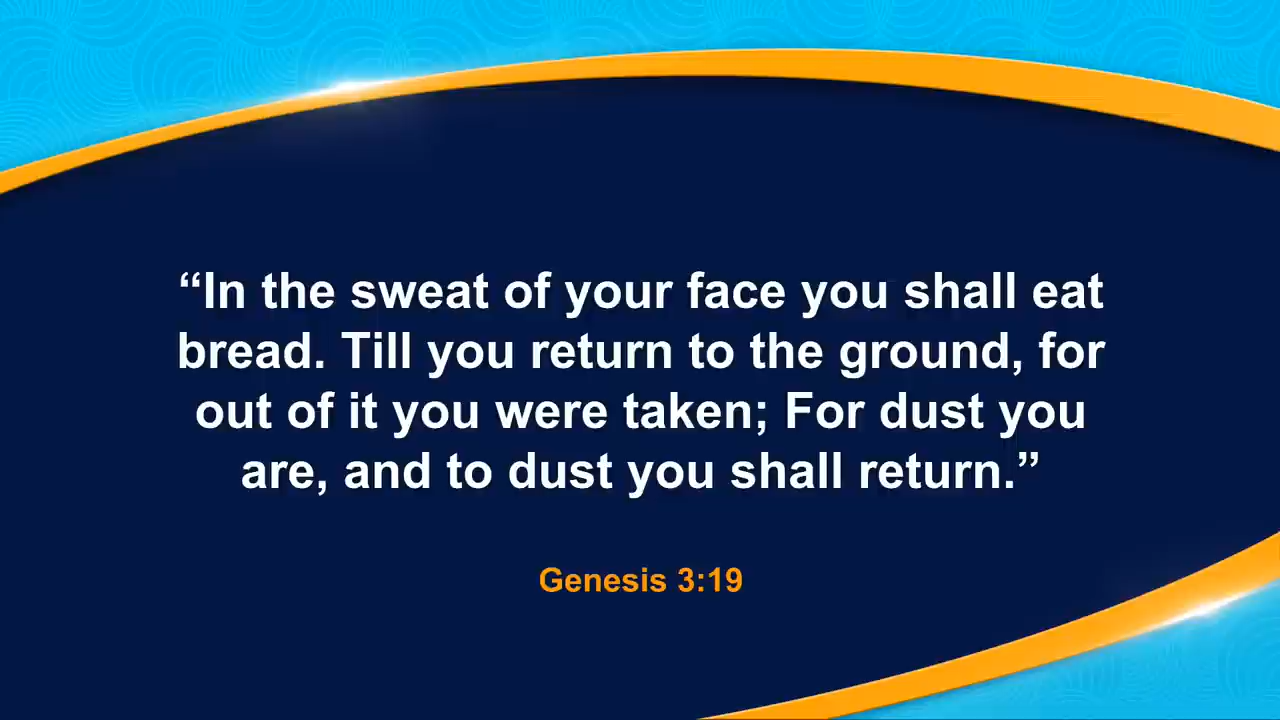 “In the sweat of your face you shall eat
bread. Till you return to the ground, for
out of it you were taken; For dust you
are, and to dust you shall return.”
Genesis 3:19